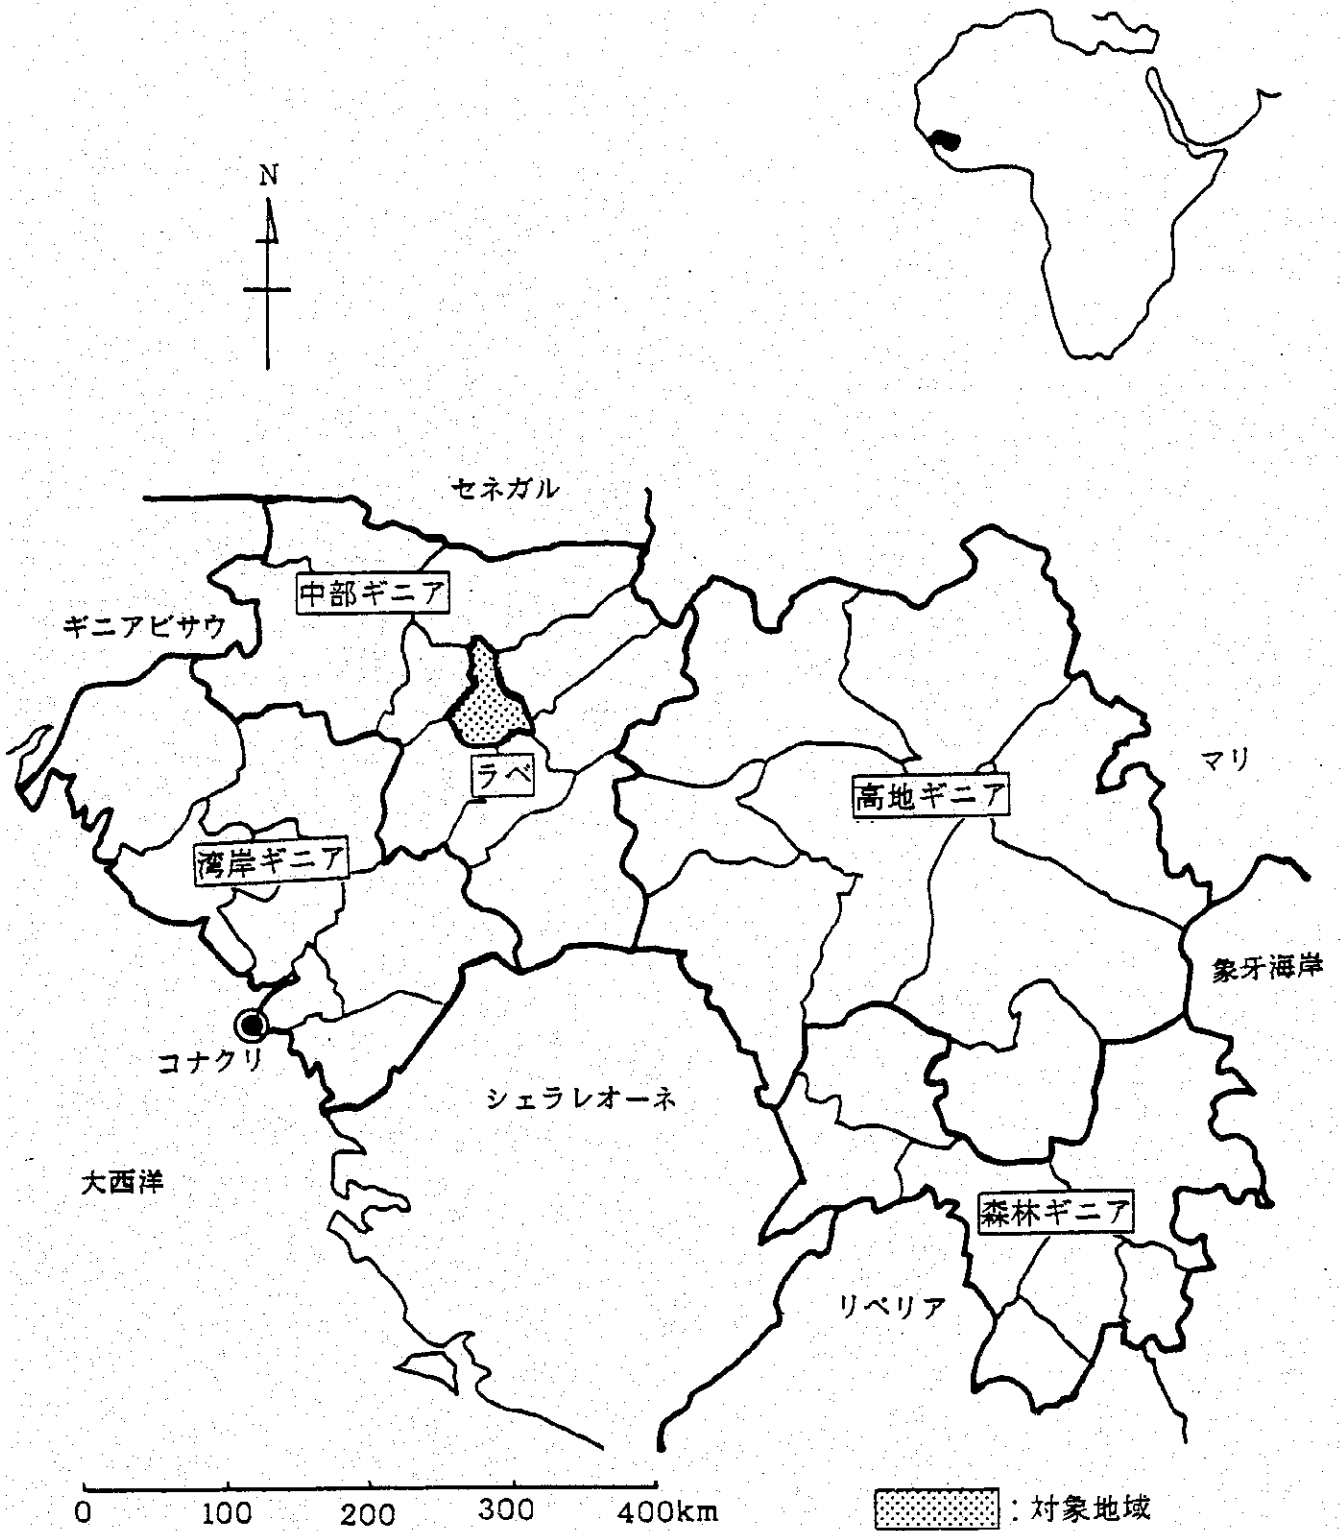 N
セネガル
中部ギニア
ギニアビサウ
ラベ
マリ
高地ギニア
湾岸ギニア
象牙海岸
コナクリ
シェラレオーネ
大西洋
森林ギニア
リベリア
0 100 200 300 400km
：対象地域